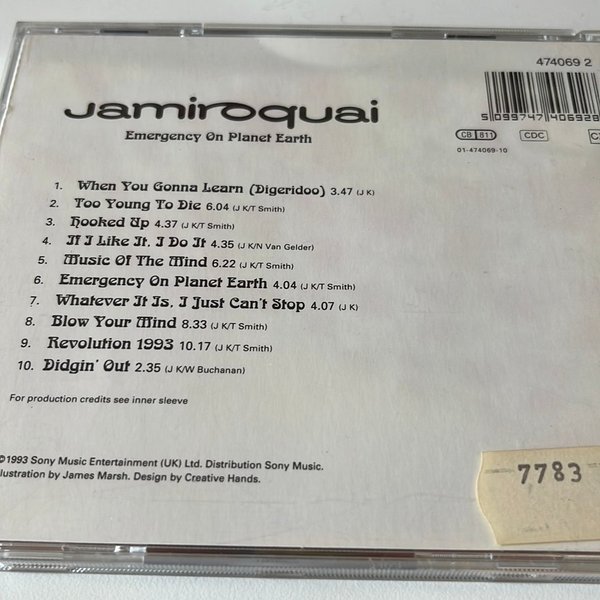 474069 2
jamiroquai
Emergency On Planet Earth
5 099747 406928
CB 811
CDC
01-474069-10
1. When You Gonna Learn (Digeridoo) 3.47 (J K)
2. Too Young To Die 6.04 (J K/T Smith)
3. Hooked Up 4.37 (J K/T Smith)
4. If I Like It, I Do It 4.35 (J K/N Van Gelder)
5. Music Of The Mind 6.22 (J K/T Smith)
6. Emergency On Planet Earth 4.04 (J K/T Smith)
7. Whatever It Is, I Just Can't Stop 4.07 (J K)
8. Blow Your Mind 8.33 (J K/T Smith)
9. Revolution 1993 10.17 (J K/T Smith)
10. Didgin' Out 2.35 (J K/W Buchanan)
For production credits see inner sleeve
©1993 Sony Music Entertainment (UK) Ltd. Distribution Sony Music.
llustration by James Marsh. Design by Creative Hands.
7783